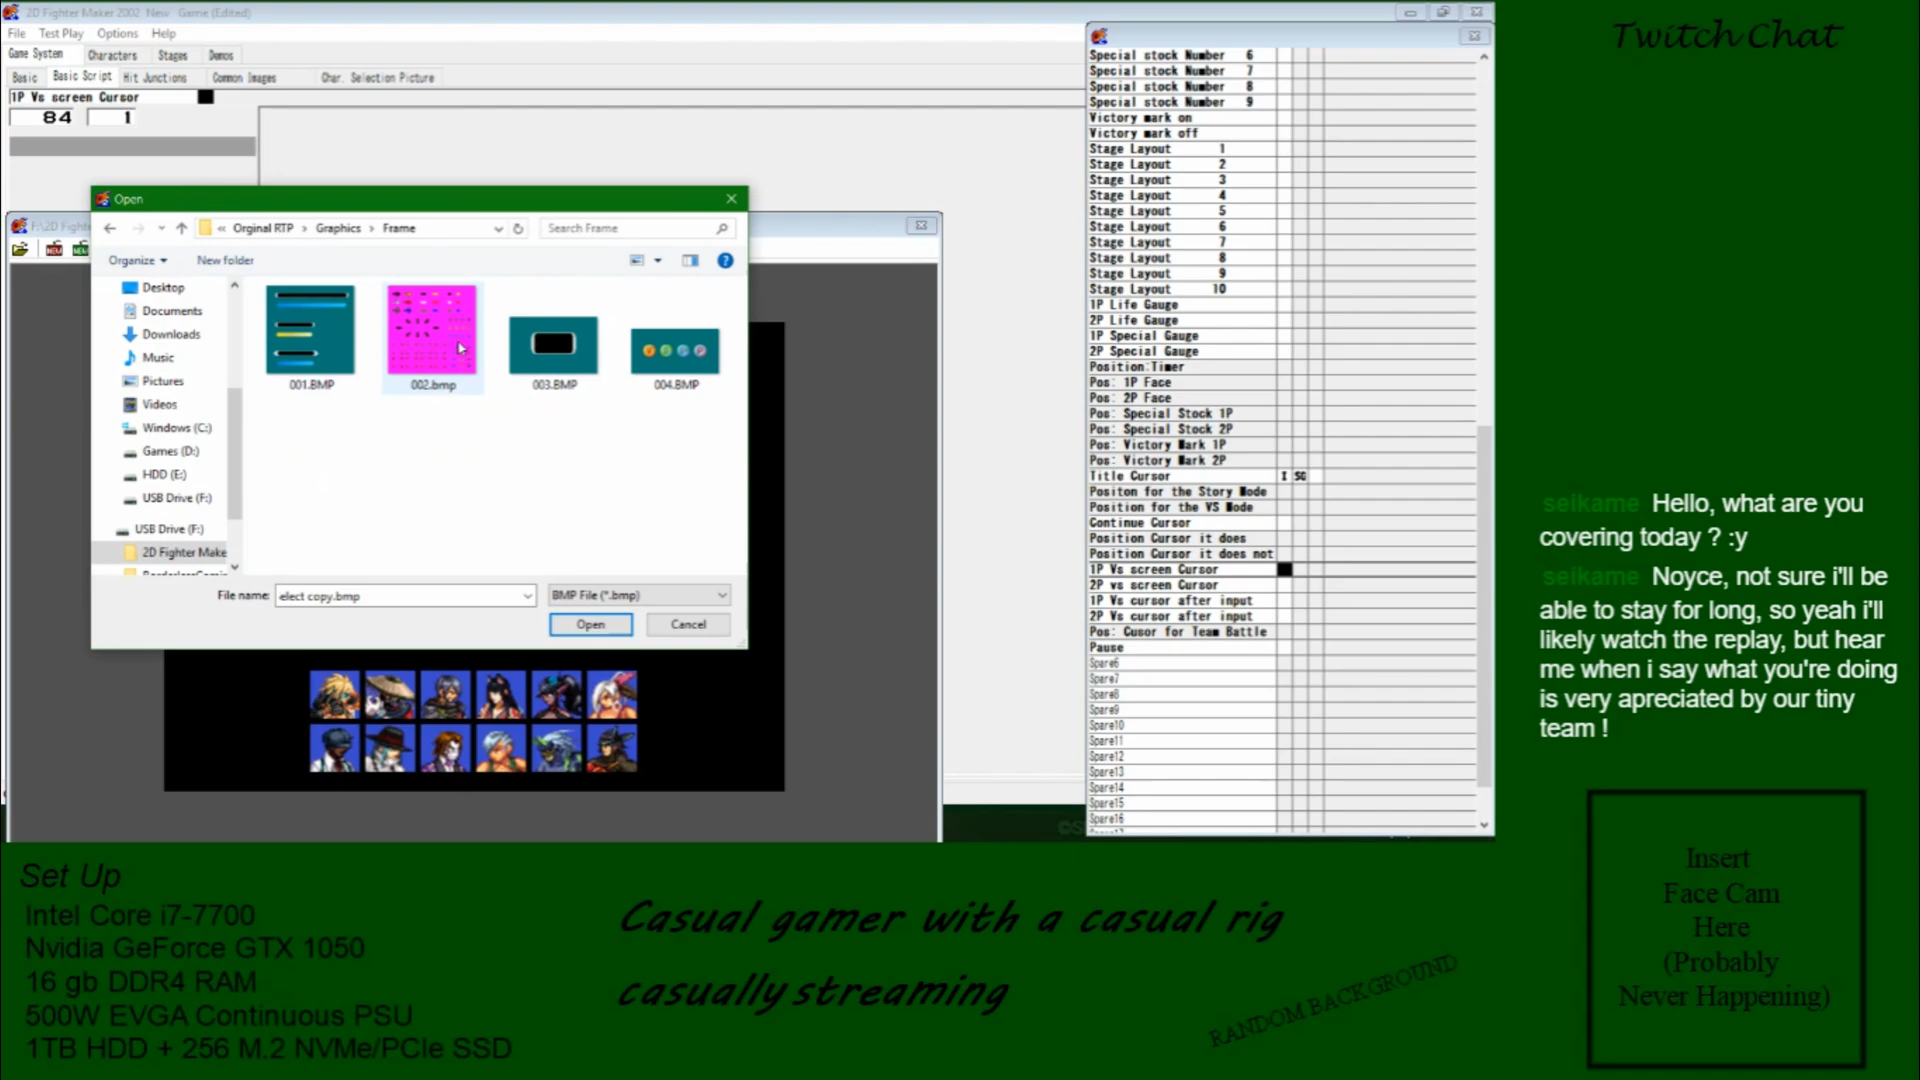 2D Fighter Maker 2002 New Game (Edited)
File Test Play Options Help
Game System Characters Stages Demos
Basic Basic Script Hit Junctions Common Images Char. Selection Picture
1P Vs screen Cursor
84 1
Open
« Orginal RTP › Graphics › Frame
Search Frame
Organize
New folder
Desktop
Documents
Downloads
Music
Pictures
Videos
Windows (C:)
Games (D:)
HDD (E:)
USB Drive (F:)
USB Drive (F:)
2D Fighter Make
001.BMP
002.bmp
003.BMP
004.BMP
File name:
elect copy.bmp
BMP File (*.bmp)
Open
Cancel
F:\2D Fighte
Special stock Number 6
Special stock Number 7
Special stock Number 8
Special stock Number 9
Victory mark on
Victory mark off
Stage Layout 1
Stage Layout 2
Stage Layout 3
Stage Layout 4
Stage Layout 5
Stage Layout 6
Stage Layout 7
Stage Layout 8
Stage Layout 9
Stage Layout 10
1P Life Gauge
2P Life Gauge
1P Special Gauge
2P Special Gauge
Position:Timer
Pos: 1P Face
Pos: 2P Face
Pos: Special Stock 1P
Pos: Special Stock 2P
Pos: Victory Mark 1P
Pos: Victory Mark 2P
Title Cursor I SG
Positon for the Story Mode
Position for the VS Mode
Continue Cursor
Position Cursor it does
Position Cursor it does not
1P Vs screen Cursor
2P vs screen Cursor
1P Vs cursor after input
2P Vs cursor after input
Pos: Cusor for Team Battle
Pause
Spare6
Spare7
Spare8
Spare9
Spare10
Spare11
Spare12
Spare13
Spare14
Spare15
Spare16
Twitch Chat
seikame Hello, what are you
covering today ? :y
seikame Noyce, not sure i'll be
able to stay for long, so yeah i'll
likely watch the replay, but hear
me when i say what you're doing
is very apreciated by our tiny
team !
Set Up
Intel Core i7-7700
Nvidia GeForce GTX 1050
16 gb DDR4 RAM
500W EVGA Continuous PSU
1TB HDD + 256 M.2 NVMe/PCIe SSD
Casual gamer with a casual rig
casually streaming
RANDOM BACKGROUND
Insert
Face Cam
Here
(Probably
Never Happening)